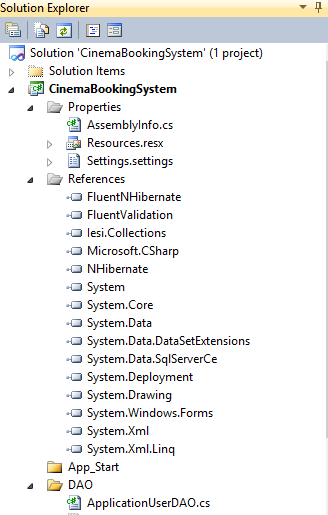 Solution Explorer
Solution 'CinemaBookingSystem' (1 project)
Solution Items
CinemaBookingSystem
Properties
AssemblyInfo.cs
Resources.resx
Settings.settings
References
FluentNHibernate
FluentValidation
Iesi.Collections
Microsoft.CSharp
NHibernate
System
System.Core
System.Data
System.Data.DataSetExtensions
System.Data.SqlServerCe
System.Deployment
System.Drawing
System.Windows.Forms
System.Xml
System.Xml.Linq
App_Start
DAO
ApplicationUserDAO.cs